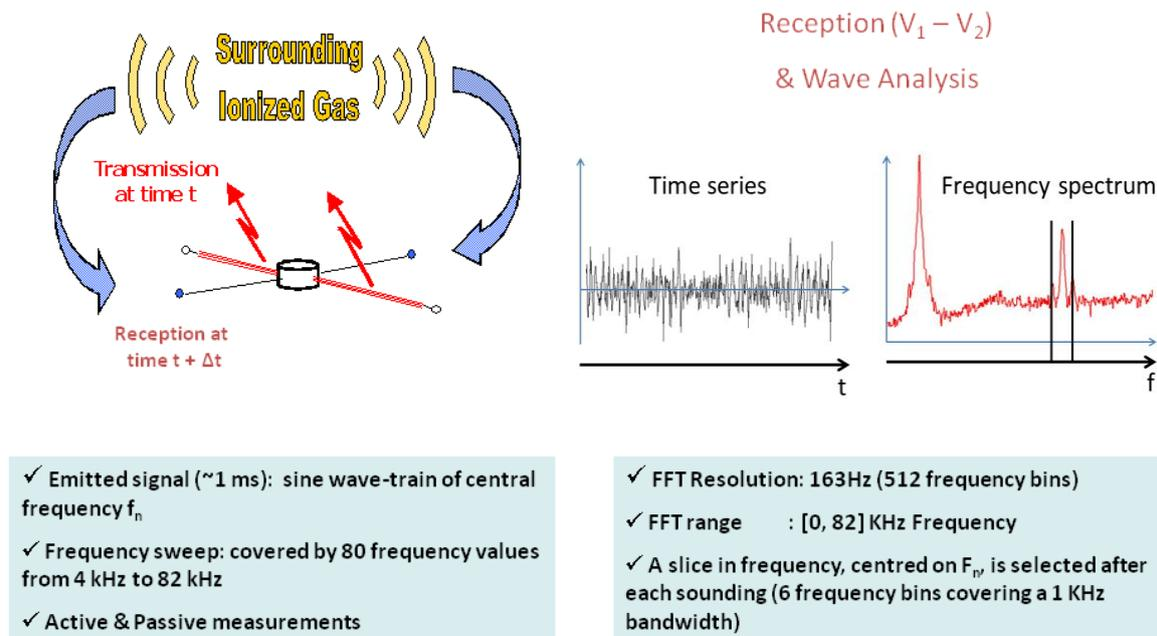 Surrounding
Ionized Gas
Transmission
at time t
Reception at
time t + Δt
Reception (V₁ – V₂)
& Wave Analysis
Time series
t
Frequency spectrum
f
✓ Emitted signal (~1 ms): sine wave-train of central
frequency fₙ
✓ Frequency sweep: covered by 80 frequency values
from 4 kHz to 82 kHz
✓ Active & Passive measurements
✓ FFT Resolution: 163Hz (512 frequency bins)
✓ FFT range : [0, 82] KHz Frequency
✓ A slice in frequency, centred on Fₙ, is selected after
each sounding (6 frequency bins covering a 1 KHz
bandwidth)